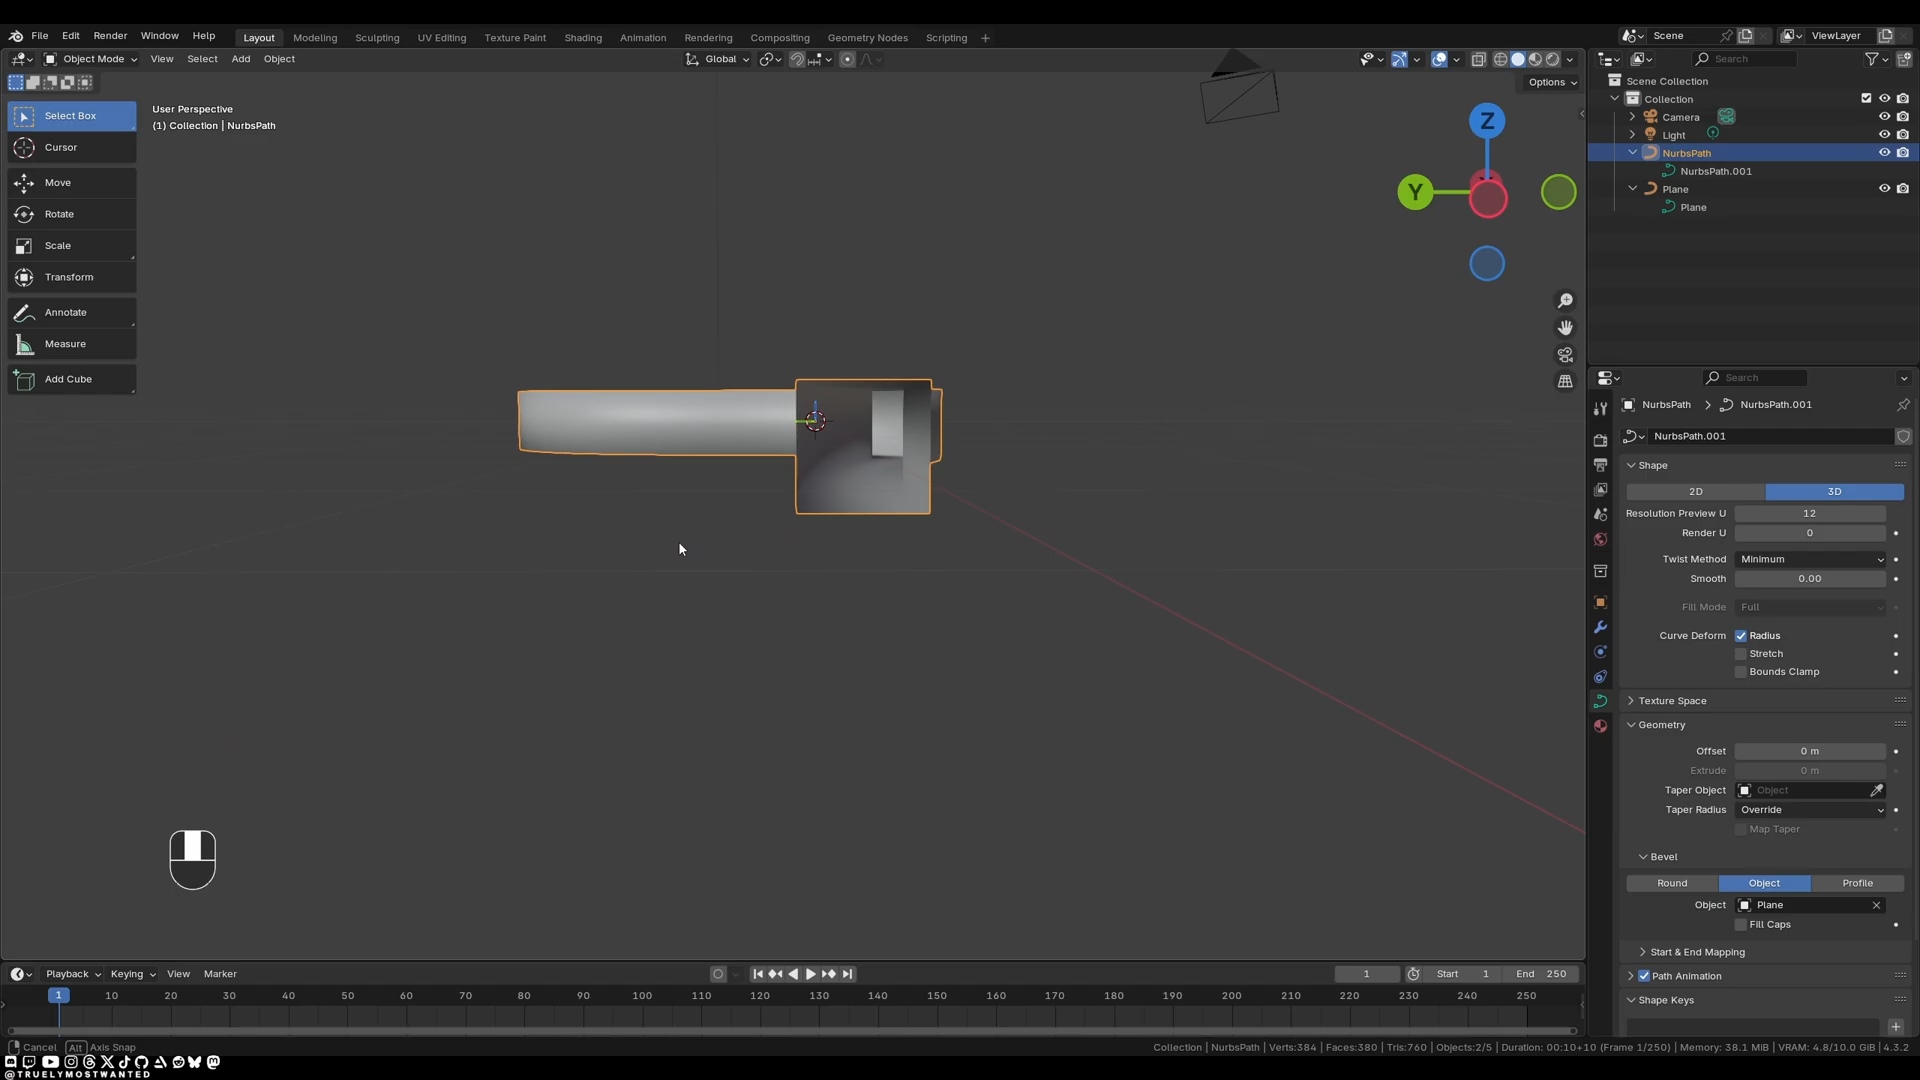 File Edit Render Window Help Layout Modeling Sculpting UV Editing Texture Paint Shading Animation Rendering Compositing Geometry Nodes Scripting + Scene ViewLayer
Object Mode View Select Add Object Global Search
Options
Select Box
Cursor
Move
Rotate
Scale
Transform
Annotate
Measure
Add Cube
User Perspective
(1) Collection | NurbsPath
Z
Y
Scene Collection
Collection
Camera
Light
NurbsPath
NurbsPath.001
Plane
Plane
Search
NurbsPath > NurbsPath.001
NurbsPath.001
Shape
2D 3D
Resolution Preview U 12
Render U 0
Twist Method Minimum
Smooth 0.00
Fill Mode Full
Curve Deform Radius
Stretch
Bounds Clamp
Texture Space
Geometry
Offset 0 m
Extrude 0 m
Taper Object Object
Taper Radius Override
Map Taper
Bevel
Round Object Profile
Object Plane
Fill Caps
Start & End Mapping
Path Animation
Shape Keys
Playback Keying View Marker 1 Start 1 End 250
1 10 20 30 40 50 60 70 80 90 100 110 120 130 140 150 160 170 180 190 200 210 220 230 240 250
Cancel Alt Axis Snap Collection | NurbsPath | Verts:384 | Faces:380 | Tris:760 | Objects:2/5 | Duration: 00:10+10 (Frame 1/250) | Memory: 38.1 MiB | VRAM: 4.8/10.0 GiB | 4.3.2
@TRUELYMOSTWANTED